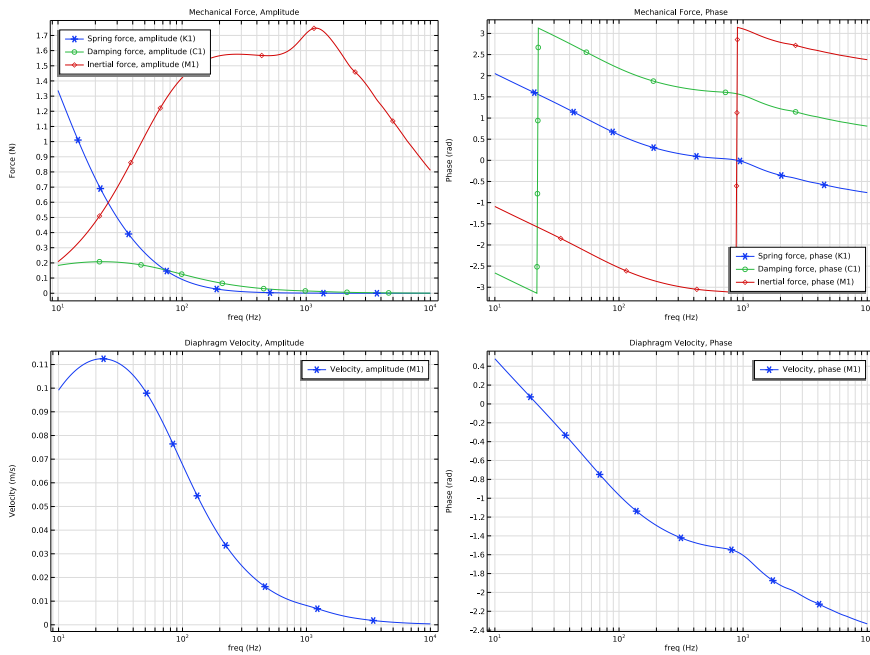 Mechanical Force, Amplitude
Force (N)
1.7
1.6
1.5
1.4
1.3
1.2
1.1
1
0.9
0.8
0.7
0.6
0.5
0.4
0.3
0.2
0.1
0
Spring force, amplitude (K1)
Damping force, amplitude (C1)
Inertial force, amplitude (M1)
10¹ 10² 10³ 10⁴
freq (Hz)
Mechanical Force, Phase
Phase (rad)
3
2.5
2
1.5
1
0.5
0
-0.5
-1
-1.5
-2
-2.5
-3
Spring force, phase (K1)
Damping force, phase (C1)
Inertial force, phase (M1)
10¹ 10² 10³ 10
freq (Hz)
Diaphragm Velocity, Amplitude
Velocity (m/s)
0.11
0.1
0.09
0.08
0.07
0.06
0.05
0.04
0.03
0.02
0.01
0
Velocity, amplitude (M1)
10¹ 10² 10³ 10⁴
freq (Hz)
Diaphragm Velocity, Phase
Phase (rad)
0.4
0.2
0
-0.2
-0.4
-0.6
-0.8
-1
-1.2
-1.4
-1.6
-1.8
-2
-2.2
-2.4
Velocity, phase (M1)
10¹ 10² 10³ 10
freq (Hz)